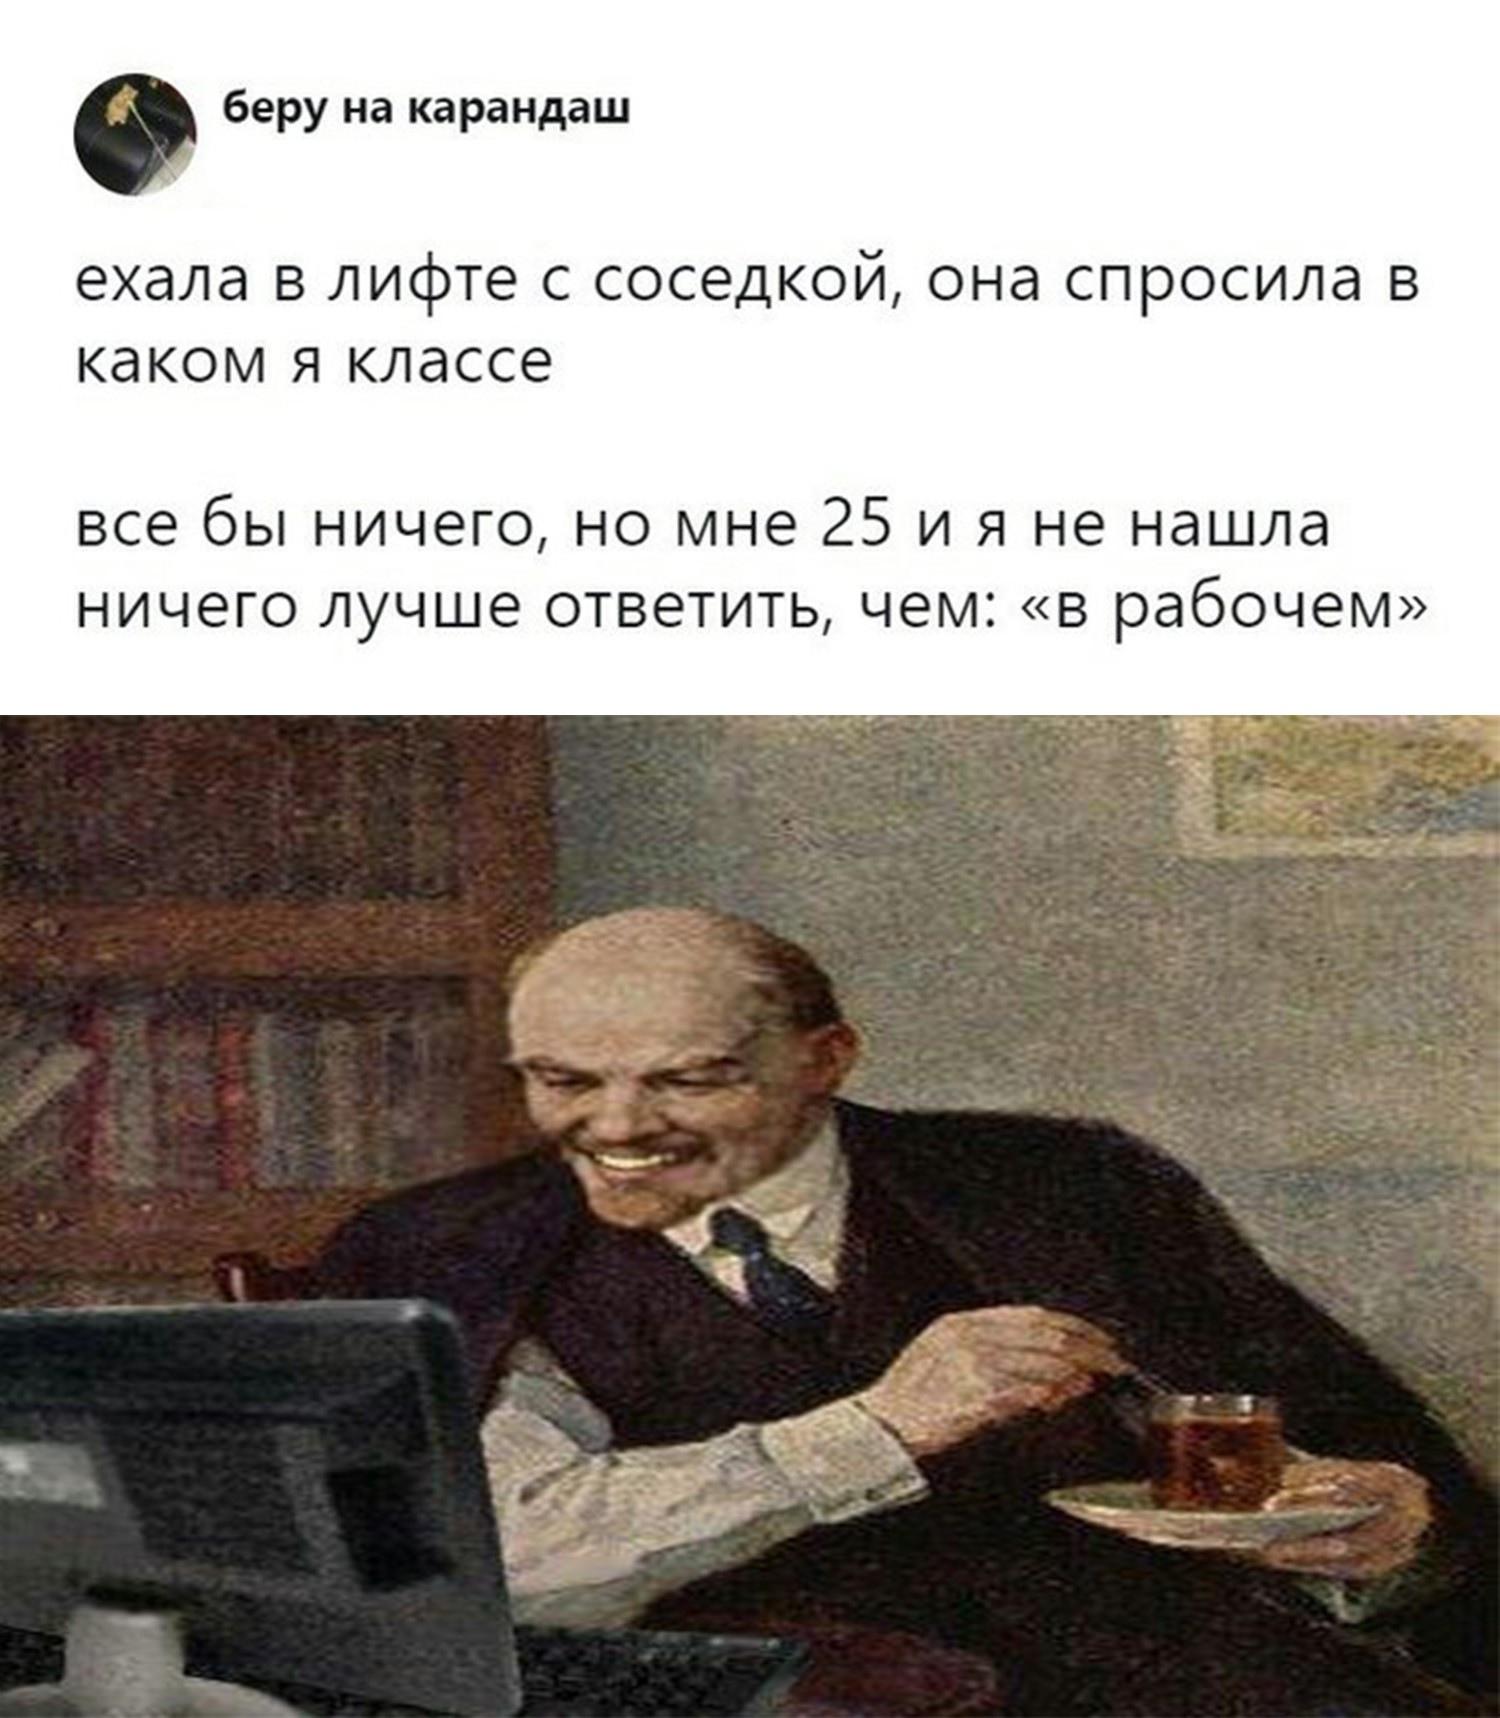 беру на карандаш
ехала в лифте с соседкой, она спросила в
каком я классе
все бы ничего, но мне 25 и я не нашла
ничего лучше ответить, чем: «в рабочем»